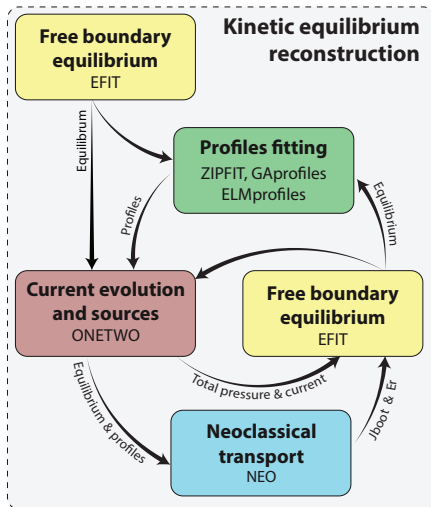 Kinetic equilibrium
reconstruction
Free boundary
equilibrium
EFIT
Equilibrum
Profiles fitting
ZIPFIT, GAprofiles
ELMprofiles
Profiles
Equilibrium
Current evolution
and sources
ONETWO
Free boundary
equilibrium
EFIT
Total pressure & current
Equilibrium & profiles
Jboot & Er
Neoclassical
transport
NEO